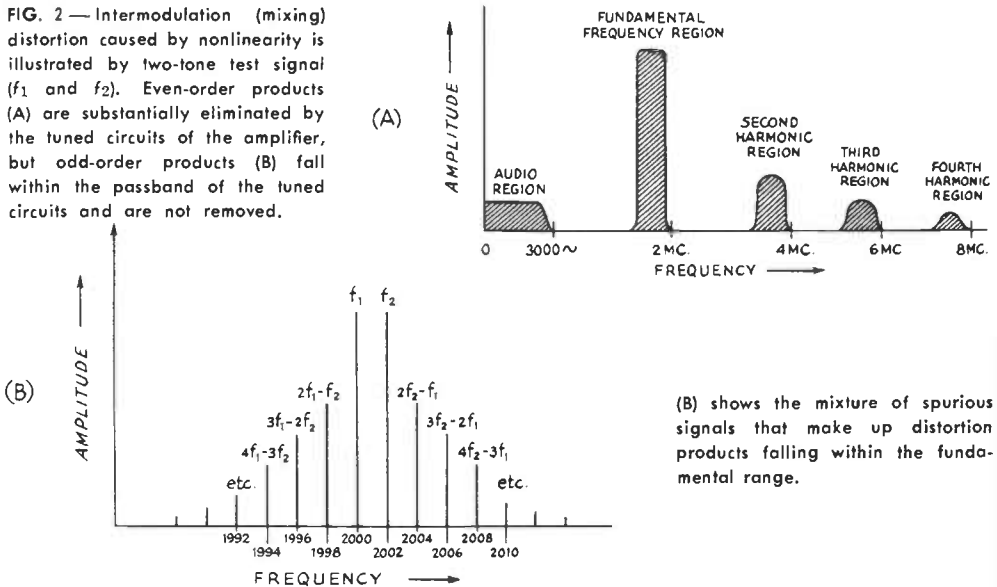 FIG. 2 — Intermodulation (mixing)
distortion caused by nonlinearity is
illustrated by two-tone test signal
(f1 and f2). Even-order products
(A) are substantially eliminated by
the tuned circuits of the amplifier,
but odd-order products (B) fall
within the passband of the tuned
circuits and are not removed.
(A)
AMPLITUDE
FUNDAMENTAL
FREQUENCY REGION
AUDIO
REGION
SECOND
HARMONIC
REGION
THIRD
HARMONIC
REGION
FOURTH
HARMONIC
REGION
0 3000~ 2MC. 4MC. 6MC 8MC.
FREQUENCY
(B)
AMPLITUDE
f1 f2
2f1-f2 2f2-f1
3f1-2f2 3f2-2f1
4f1-3f2 4f2-3f1
etc. etc.
1992 1996 2000 2004 2008
1994 1998 2002 2006 2010
FREQUENCY
(B) shows the mixture of spurious
signals that make up distortion
products falling within the funda-
mental range.